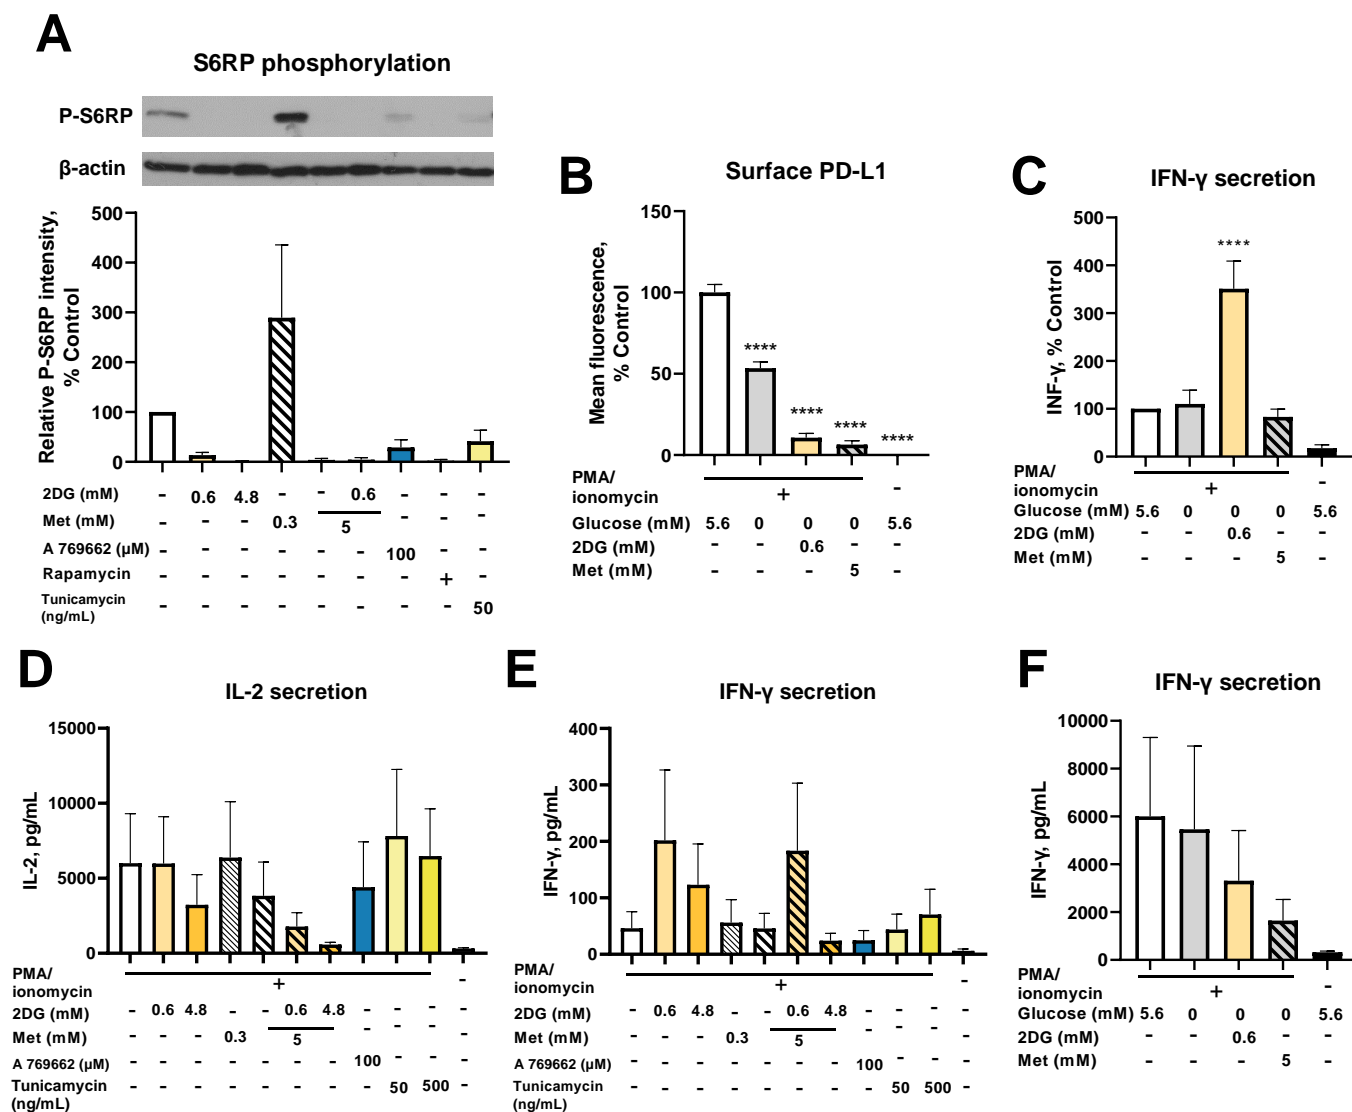 A
S6RP phosphorylation
P-S6RP
β-actin
Relative P-S6RP intensity,
% Control
500
400
300
200
100
0
2DG (mM) - 0.6 4.8 - - 0.6 - - -
Met (mM) - - - 0.3 5 - - -
A 769662 (µM) - - - - - - 100 - -
Rapamycin - - - - - - - + -
Tunicamycin
(ng/mL) - - - - - - - - 50
B
Surface PD-L1
Mean fluorescence,
% Control
150
100
50
0
**** **** **** ****
PMA/
ionomycin + -
Glucose (mM) 5.6 0 0 0 5.6
2DG (mM) - - 0.6 - -
Met (mM) - - - 5 -
C
IFN-γ secretion
INF-γ, % Control
500
400
300
200
100
0
****
PMA/
ionomycin + -
Glucose (mM) 5.6 0 0 0 5.6
2DG (mM) - - 0.6 - -
Met (mM) - - - 5 -
D
IL-2 secretion
IL-2, pg/mL
15000
10000
5000
0
PMA/
ionomycin + -
2DG (mM) - 0.6 4.8 - - 0.6 4.8 - - - -
Met (mM) - - - 0.3 5 - - - -
A 769662 (µM) - - - - - - - 100 - - -
Tunicamycin
(ng/mL) - - - - - - - - 50 500 -
E
IFN-γ secretion
IFN-γ, pg/mL
400
300
200
100
0
PMA/
ionomycin + -
2DG (mM) - 0.6 4.8 - - 0.6 4.8 - - - -
Met (mM) - - - 0.3 5 - - - -
A 769662 (µM) - - - - - - - 100 - - -
Tunicamycin
(ng/mL) - - - - - - - - 50 500 -
F
IFN-γ secretion
IFN-γ, pg/mL
10000
8000
6000
4000
2000
0
PMA/
ionomycin + -
Glucose (mM) 5.6 0 0 0 5.6
2DG (mM) - - 0.6 - -
Met (mM) - - - 5 -